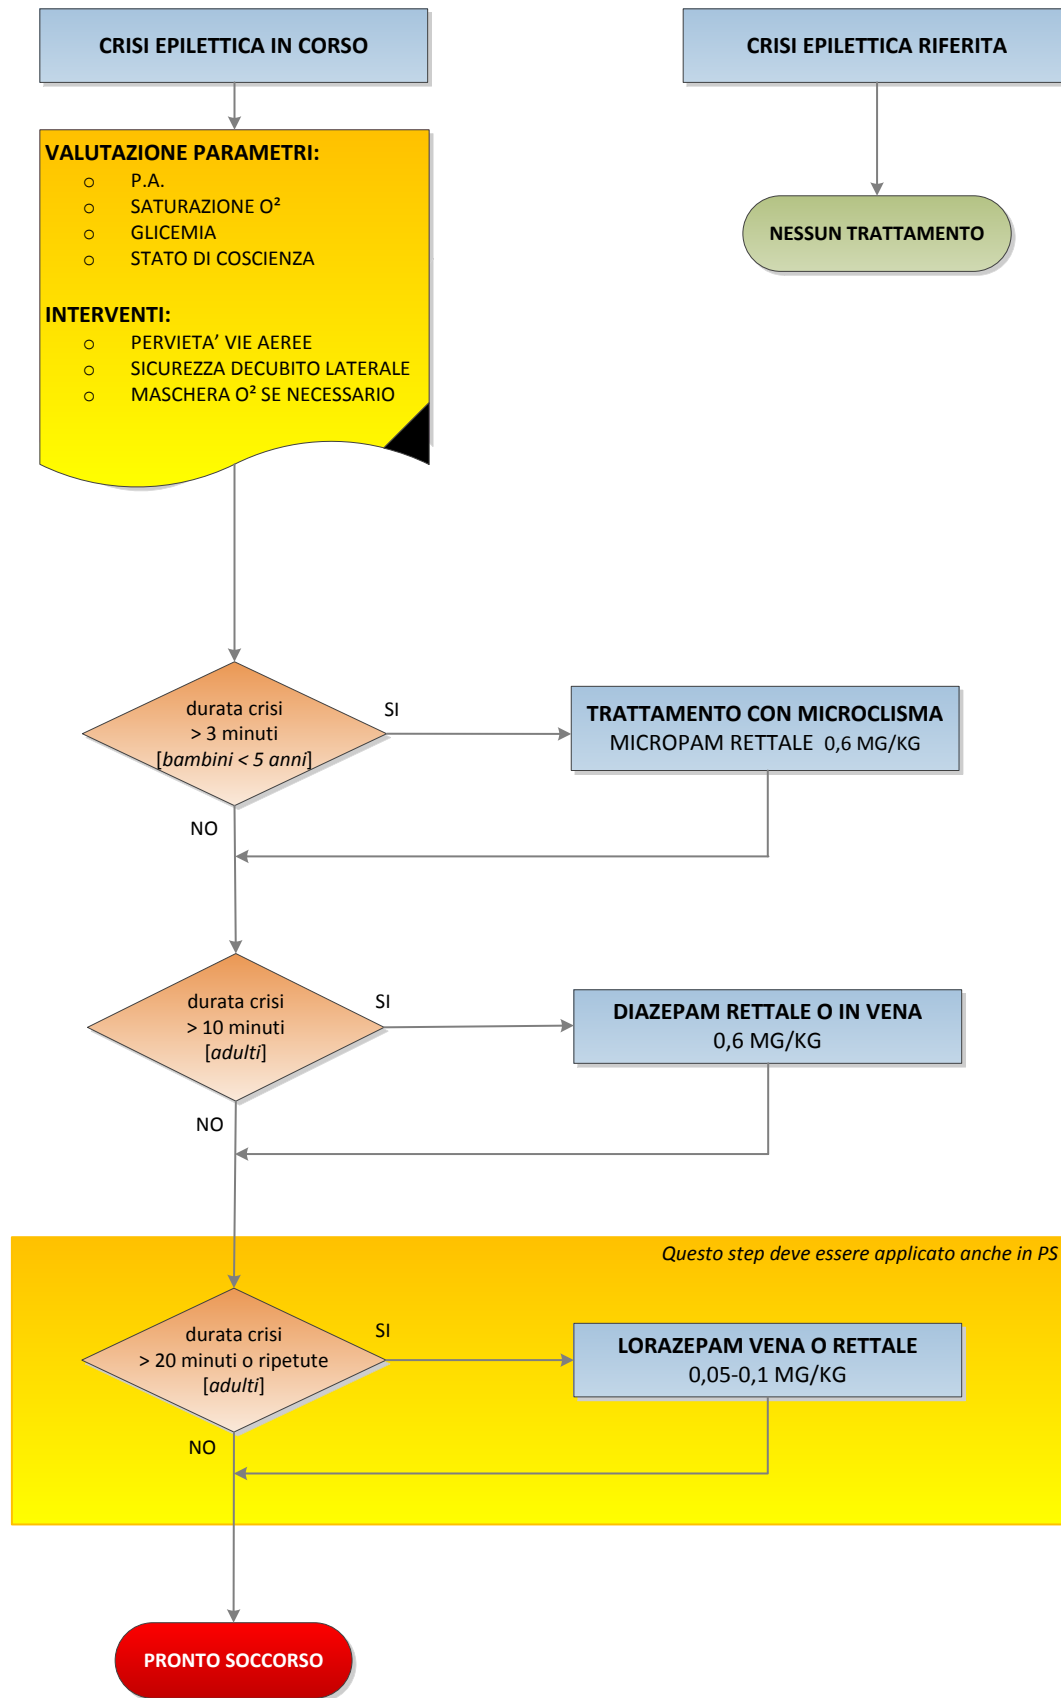 CRISI EPILETTICA IN CORSO
CRISI EPILETTICA RIFERITA
VALUTAZIONE PARAMETRI:
o P.A.
o SATURAZIONE O²
o GLICEMIA
o STATO DI COSCIENZA
INTERVENTI:
o PERVIETA’ VIE AEREE
o SICUREZZA DECUBITO LATERALE
o MASCHERA O² SE NECESSARIO
NESSUN TRATTAMENTO
durata crisi
> 3 minuti
[bambini < 5 anni]
SI
TRATTAMENTO CON MICROCLISMA
MICROPAM RETTALE 0,6 MG/KG
NO
durata crisi
> 10 minuti
[adulti]
SI
DIAZEPAM RETTALE O IN VENA
0,6 MG/KG
NO
Questo step deve essere applicato anche in PS
durata crisi
> 20 minuti o ripetute
[adulti]
SI
LORAZEPAM VENA O RETTALE
0,05-0,1 MG/KG
NO
PRONTO SOCCORSO